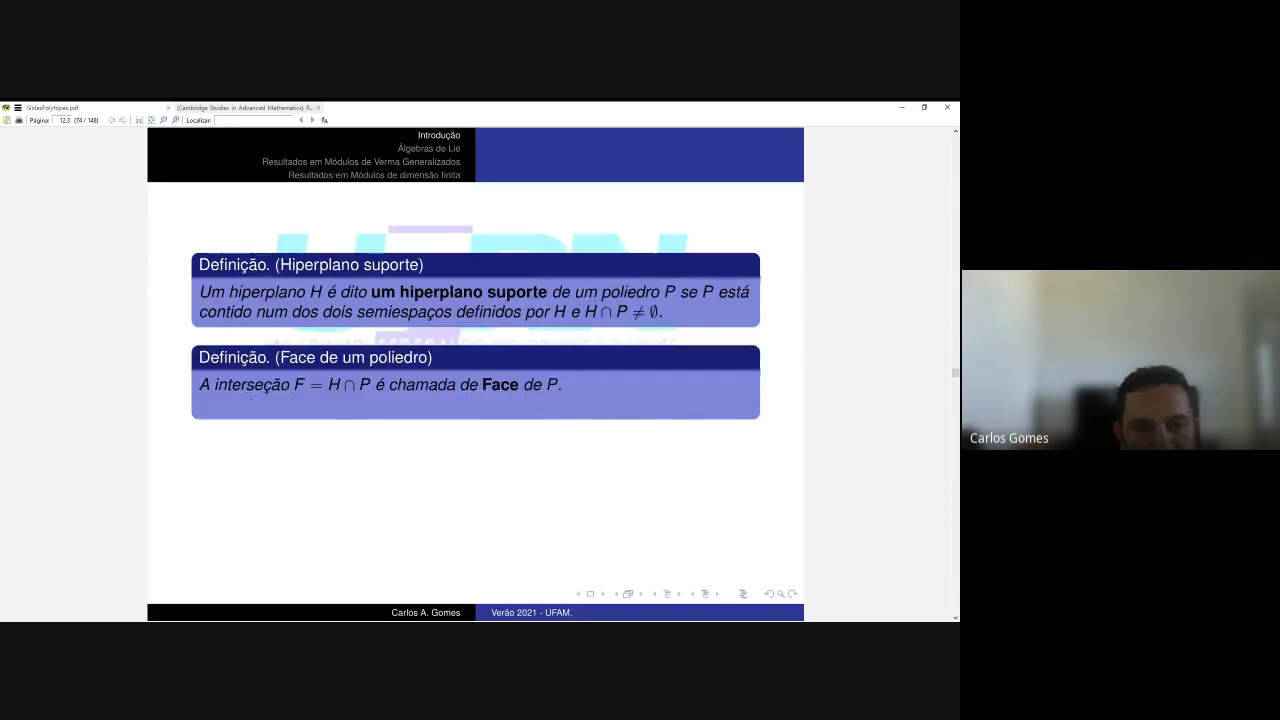 SlidesPolytopes.pdf
(Cambridge Studies in Advanced Mathematics) R...
Página: 12.3 (74 / 148) Localizar:
Introdução
Álgebras de Lie
Resultados em Módulos de Verma Generalizados
Resultados em Módulos de dimensão finita
Definição. (Hiperplano suporte)
Um hiperplano H é dito um hiperplano suporte de um poliedro P se P está
contido num dos dois semiespaços definidos por H e H ∩ P ≠ ∅.
Definição. (Face de um poliedro)
A interseção F = H ∩ P é chamada de Face de P.
Carlos Gomes
Carlos A. Gomes
Verão 2021 - UFAM.